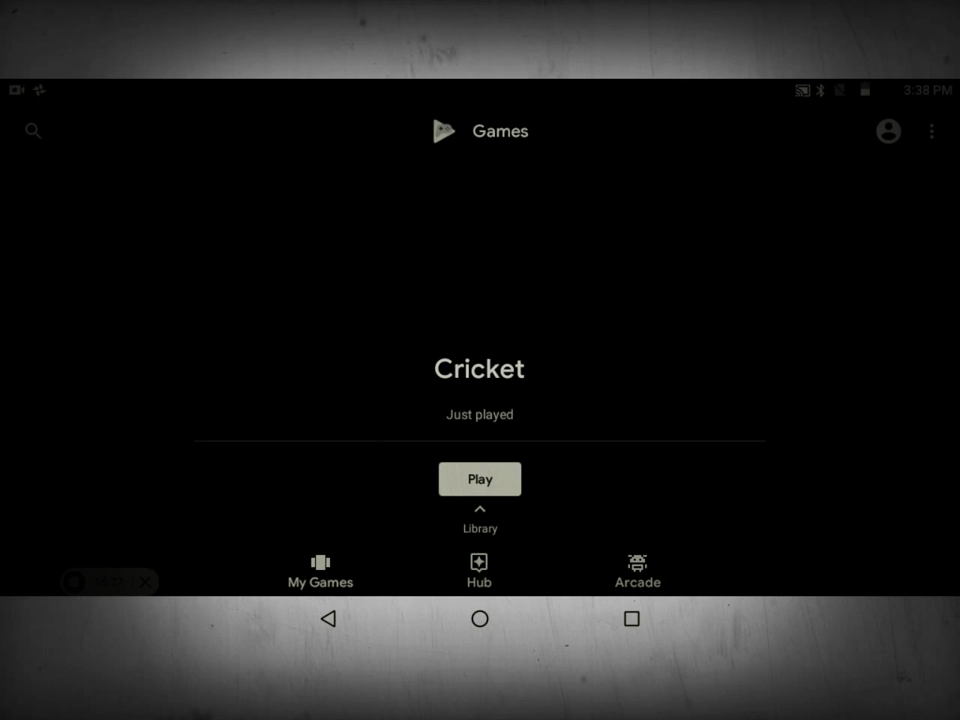 3:38 PM
Games
Cricket
Just played
Play
Library
My Games
Hub
Arcade